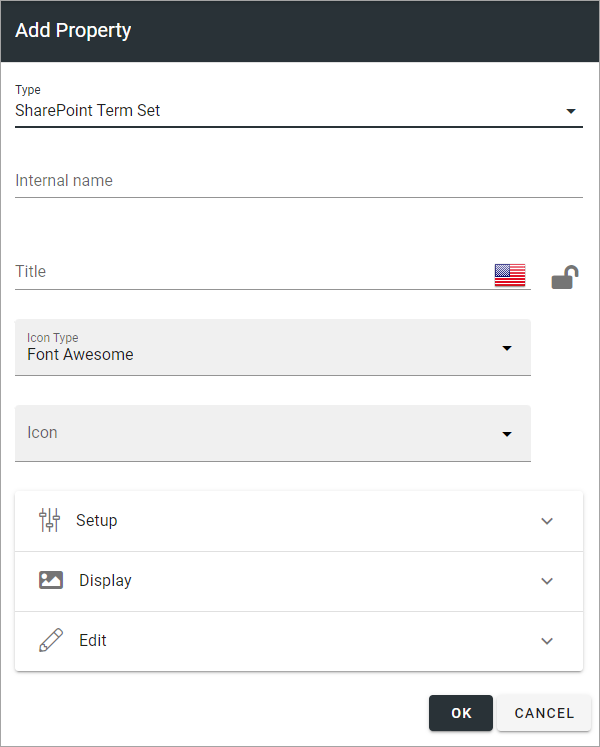 Add Property
Type
SharePoint Term Set
Internal name
Title
Icon Type
Font Awesome
Icon
Setup
Display
Edit
OK CANCEL